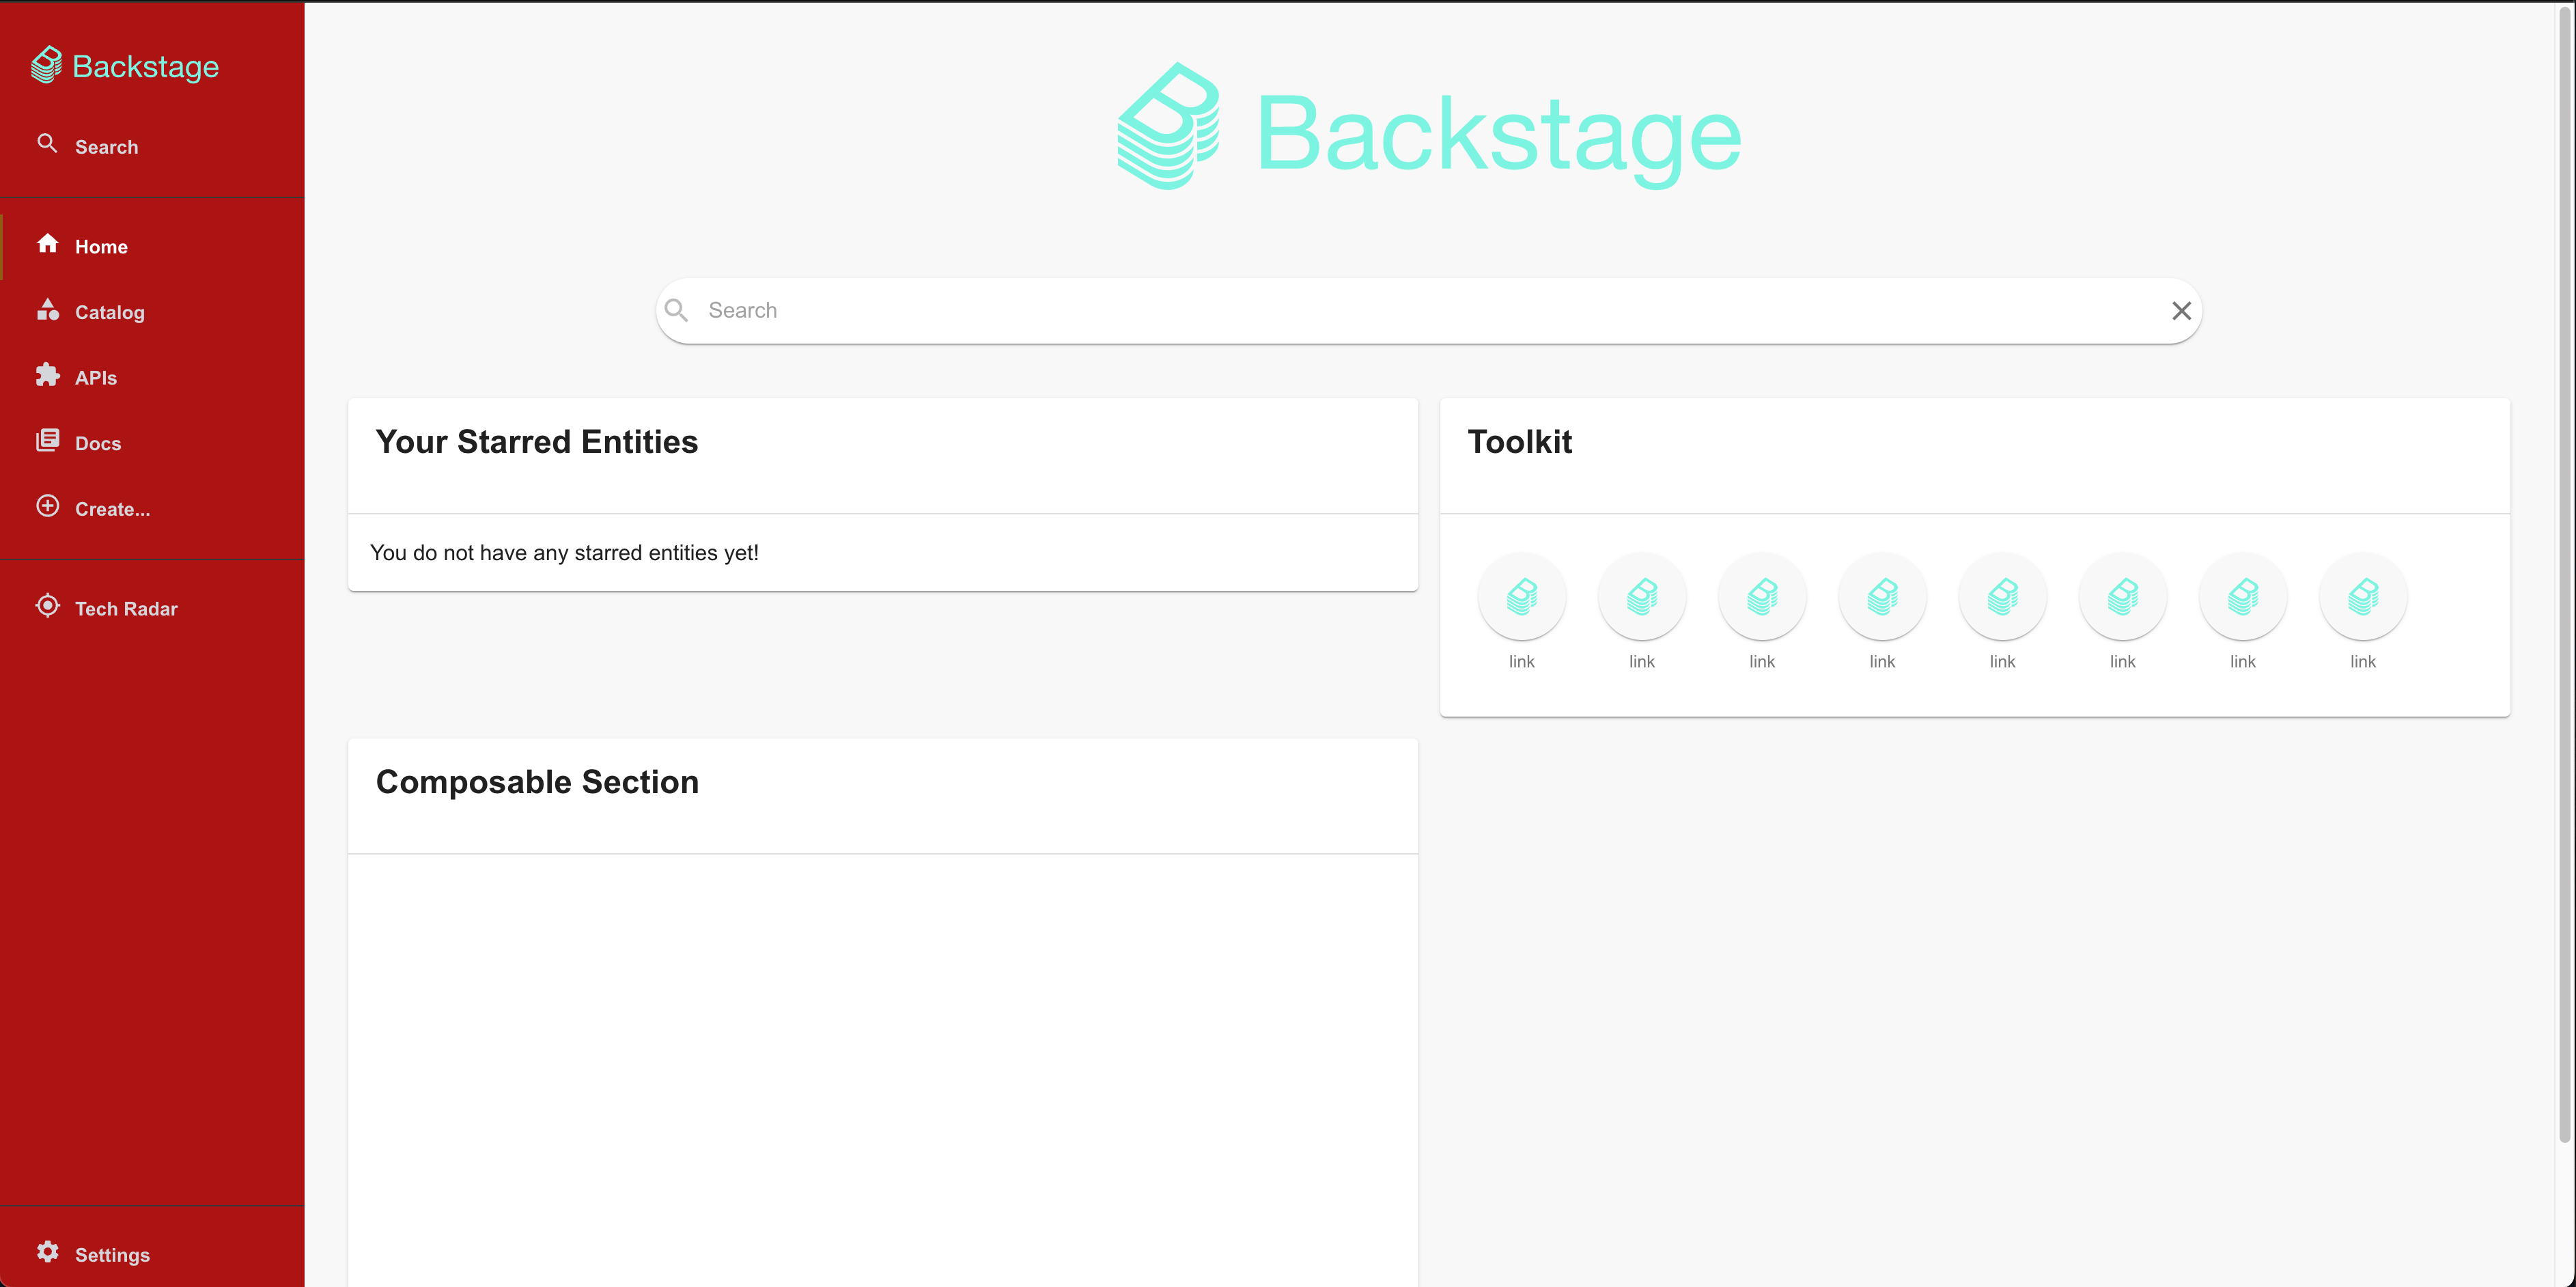 Backstage
Search
Home
Catalog
APIs
Docs
Create...
Tech Radar
Settings
Backstage
Search
Your Starred Entities
You do not have any starred entities yet!
Toolkit
link link link link link link link link
Composable Section